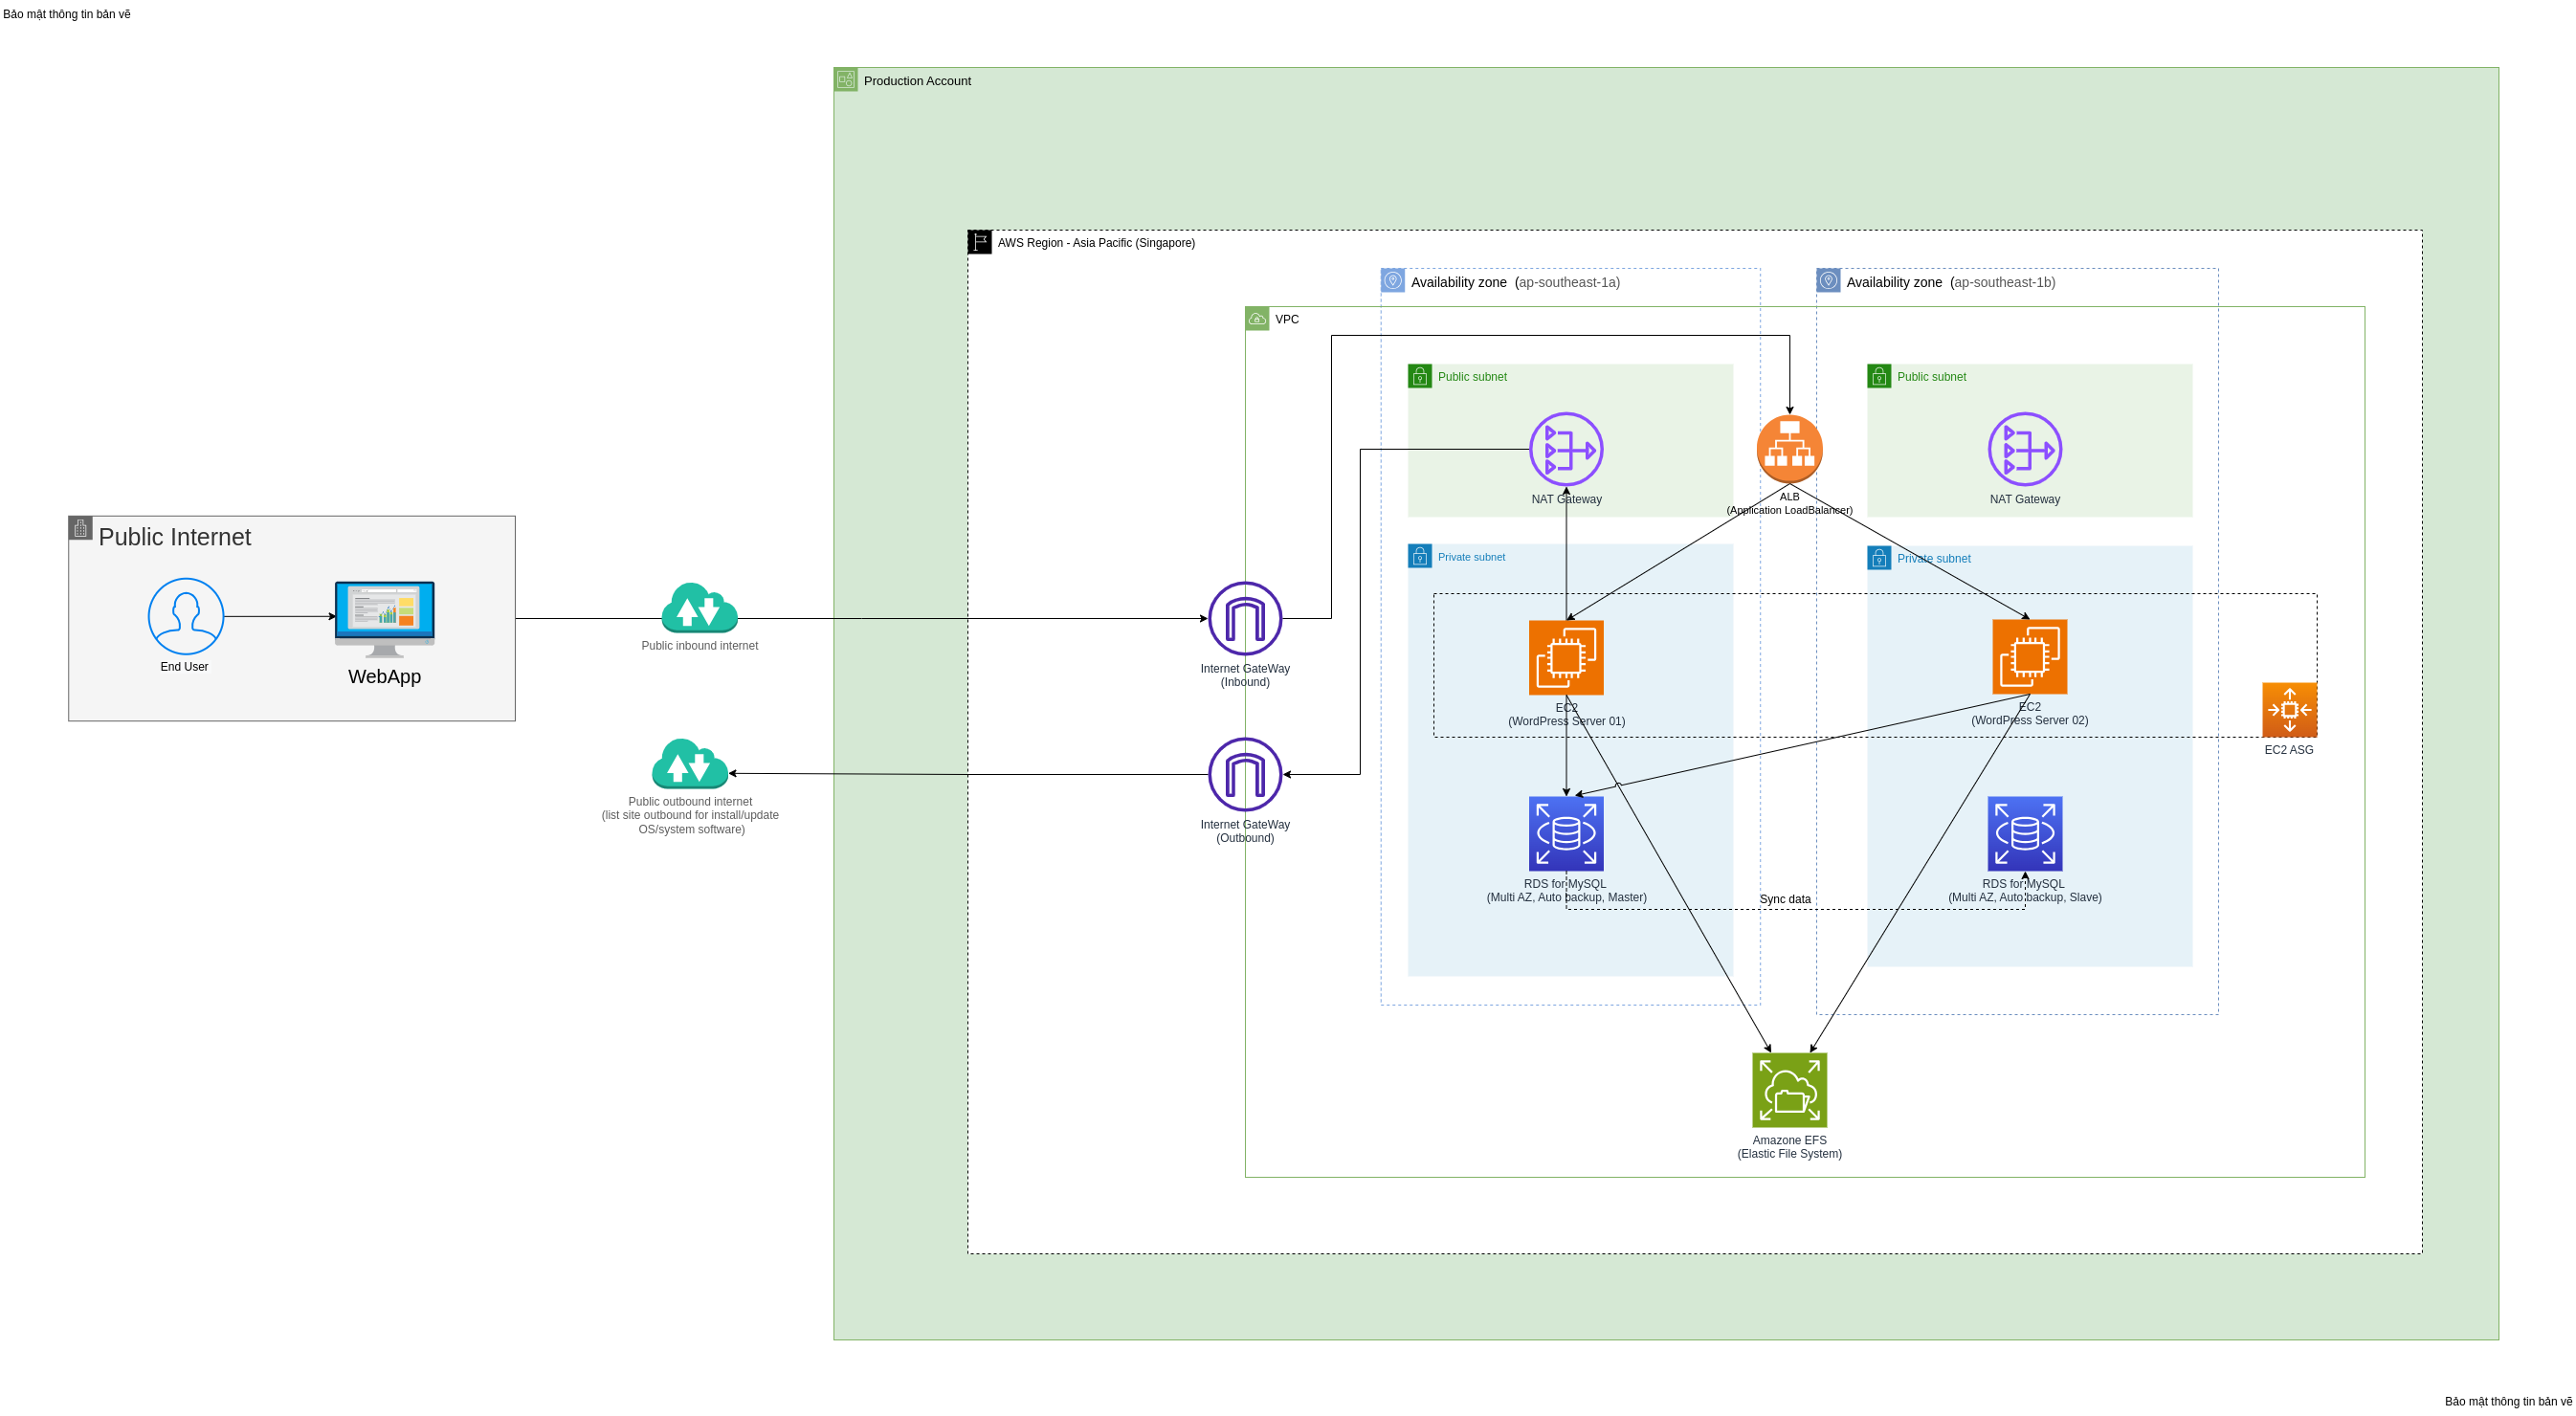 Bảo mật thông tin bản vẽ
Production Account
AWS Region - Asia Pacific (Singapore)
Availability zone (ap-southeast-1a)
Availability zone (ap-southeast-1b)
VPC
Public subnet
Public subnet
NAT Gateway
ALB
(Application LoadBalancer)
NAT Gateway
Public Internet
End User
WebApp
Public inbound internet
Internet GateWay
(Inbound)
Private subnet
Private subnet
EC2
(WordPress Server 01)
EC2
(WordPress Server 02)
EC2 ASG
Public outbound internet
(list site outbound for install/update
OS/system software)
Internet GateWay
(Outbound)
RDS for MySQL
(Multi AZ, Auto backup, Master)
Sync data
RDS for MySQL
(Multi AZ, Auto backup, Slave)
Amazone EFS
(Elastic File System)
Bảo mật thông tin bản vẽ